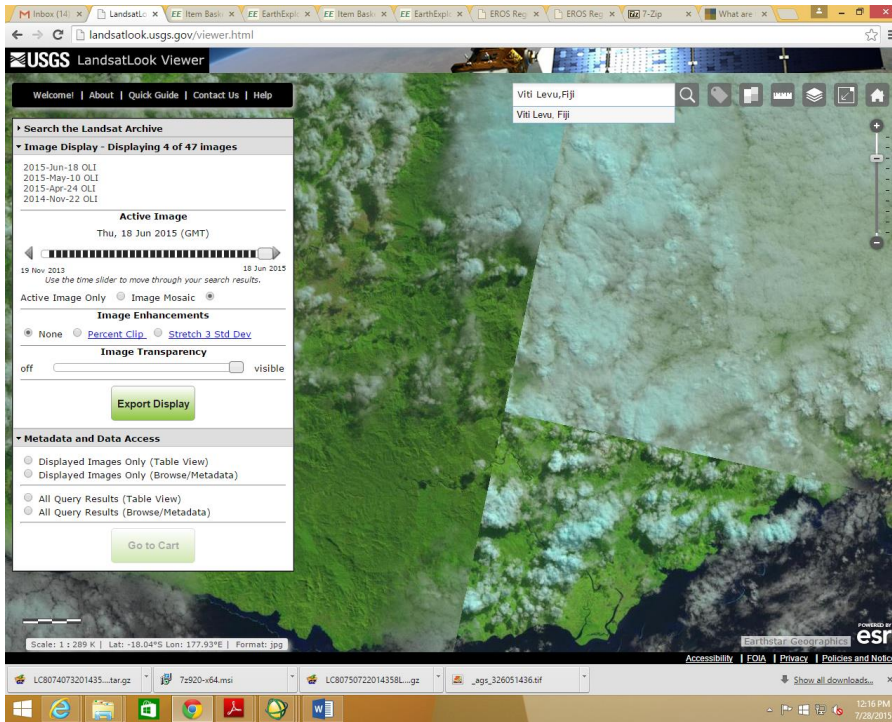 Inbox (14)
LandsatLo
EE Item Bask
EE EarthExpl
EE Item Bask
EE EarthExpl
EROS Reg
EROS Reg
7z 7-Zip
What are
landsatlook.usgs.gov/viewer.html
USGS LandsatLook Viewer
Welcome! | About | Quick Guide | Contact Us | Help
Viti Levu,Fiji
Viti Levu, Fiji
Search the Landsat Archive
Image Display - Displaying 4 of 47 images
2015-Jun-18 OLI
2015-May-10 OLI
2015-Apr-24 OLI
2014-Nov-22 OLI
Active Image
Thu, 18 Jun 2015 (GMT)
19 Nov 2013 18 Jun 2015
Use the time slider to move through your search results.
Active Image Only Image Mosaic
Image Enhancements
None Percent Clip Stretch 3 Std Dev
Image Transparency
off visible
Export Display
Metadata and Data Access
Displayed Images Only (Table View)
Displayed Images Only (Browse/Metadata)
All Query Results (Table View)
All Query Results (Browse/Metadata)
Go to Cart
Scale: 1 : 289 K | Lat: -18.04°S Lon: 177.93°E | Format: jpg
Earthstar Geographics
POWERED BY
esr
Accessibility | FOIA | Privacy | Policies and Notic
LC8074073201435....tar.gz
7z920-x64.msi
LC80750722014358L...gz
_ags_326051436.tif
Show all downloads...
12:16 PM
7/28/2015